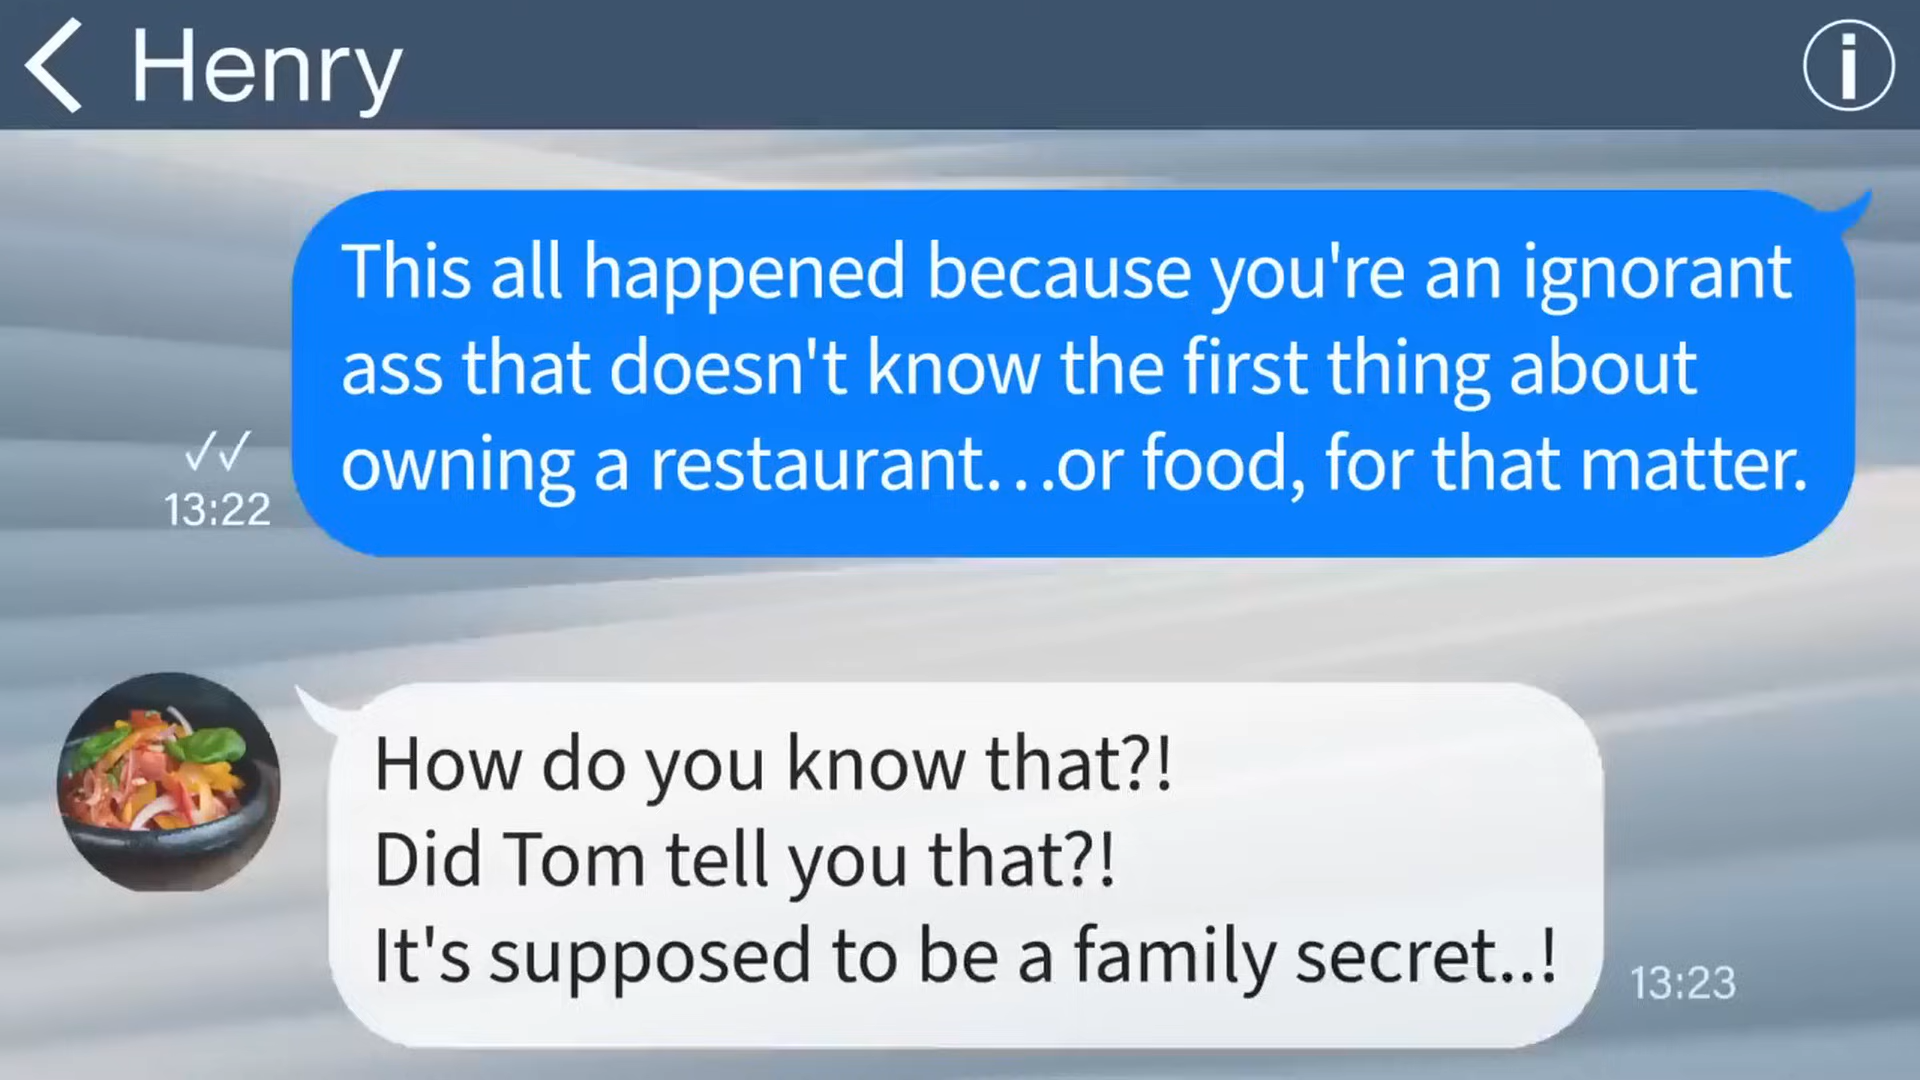 Henry
This all happened because you're an ignorant
ass that doesn't know the first thing about
owning a restaurant…or food, for that matter.
13:22
How do you know that?!
Did Tom tell you that?!
It's supposed to be a family secret..!
13:23